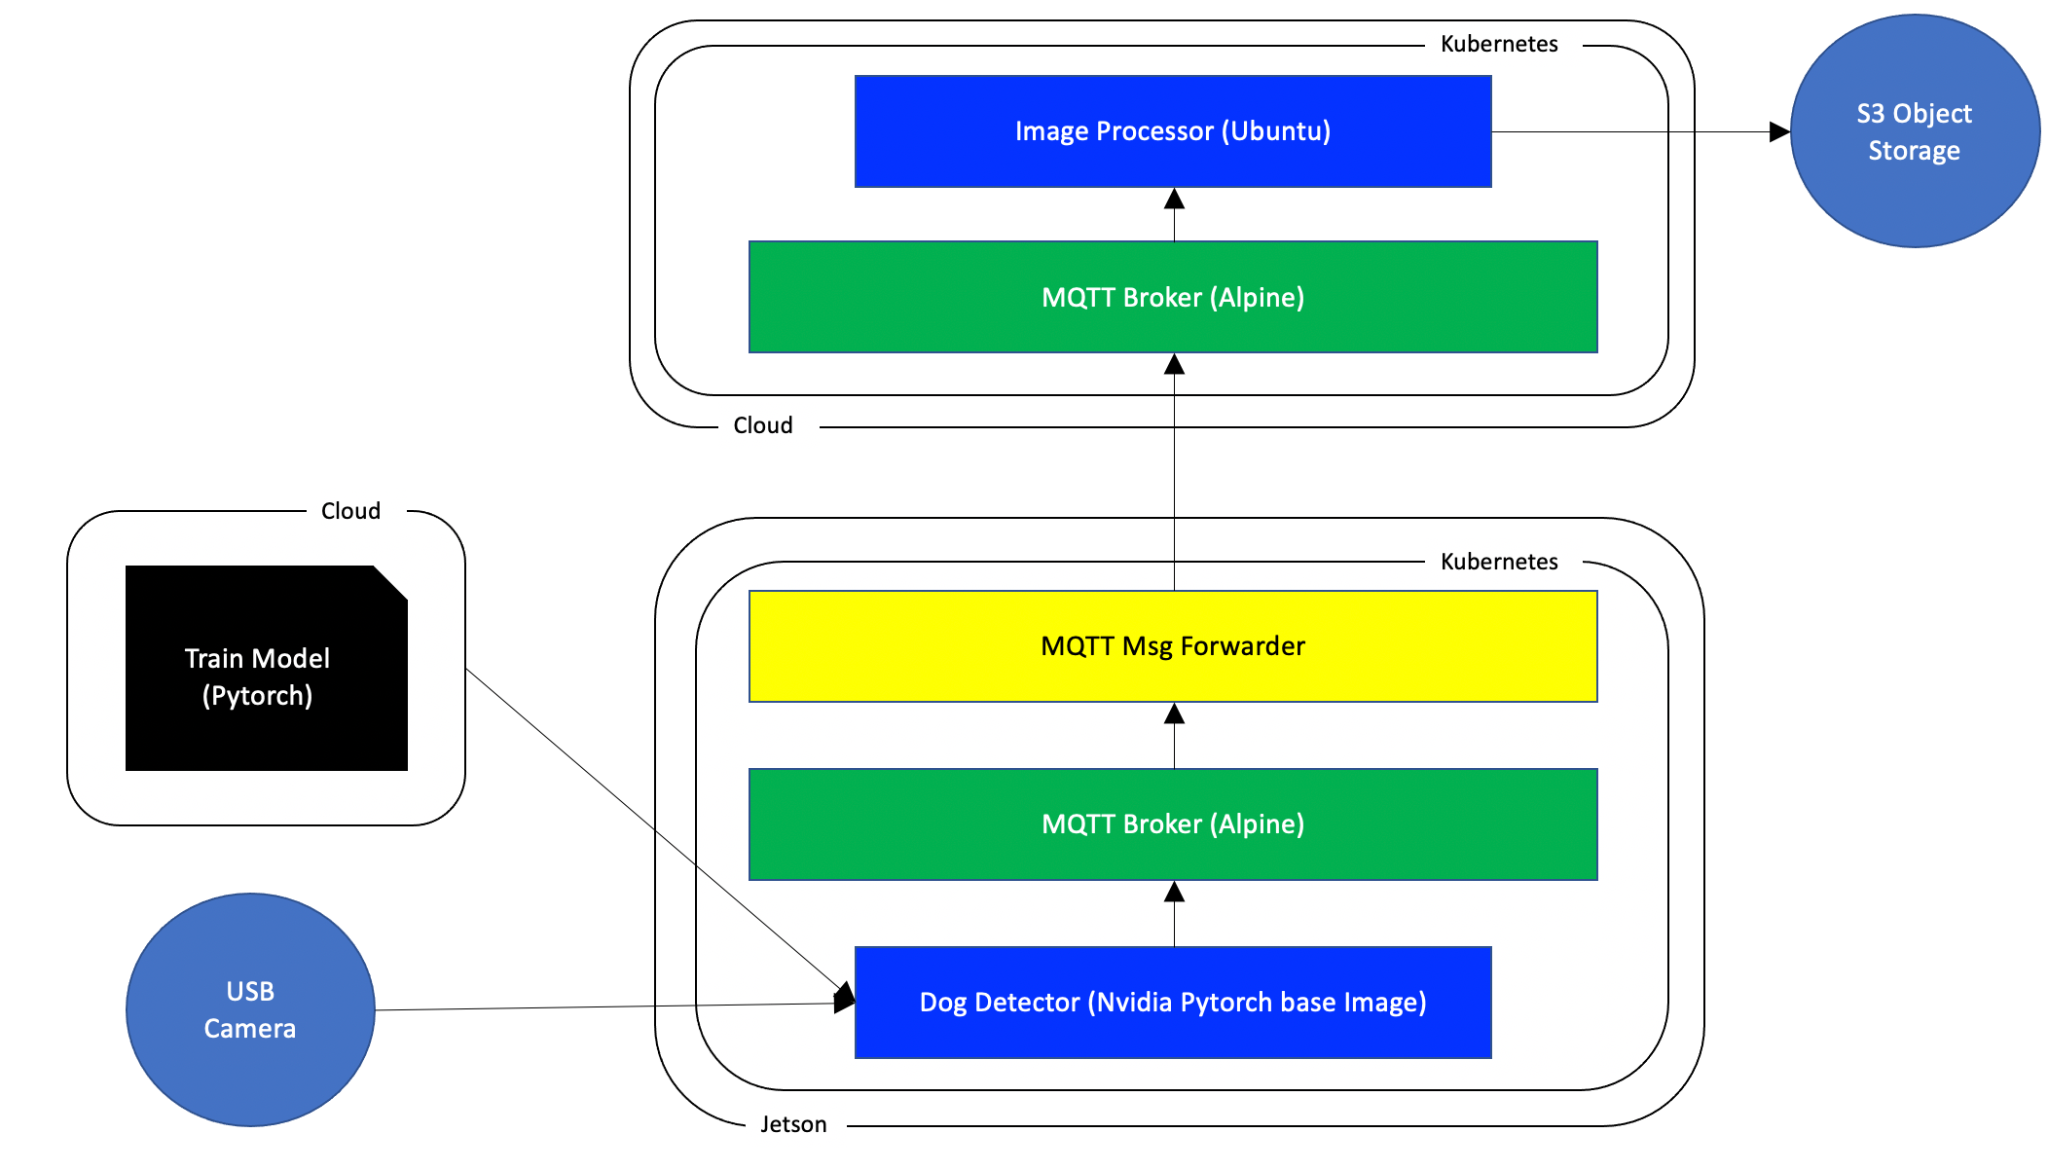 Kubernetes
Image Processor (Ubuntu)
S3 Object
Storage
MQTT Broker (Alpine)
Cloud
Cloud
Train Model
(Pytorch)
Kubernetes
MQTT Msg Forwarder
MQTT Broker (Alpine)
USB
Camera
Dog Detector (Nvidia Pytorch base Image)
Jetson